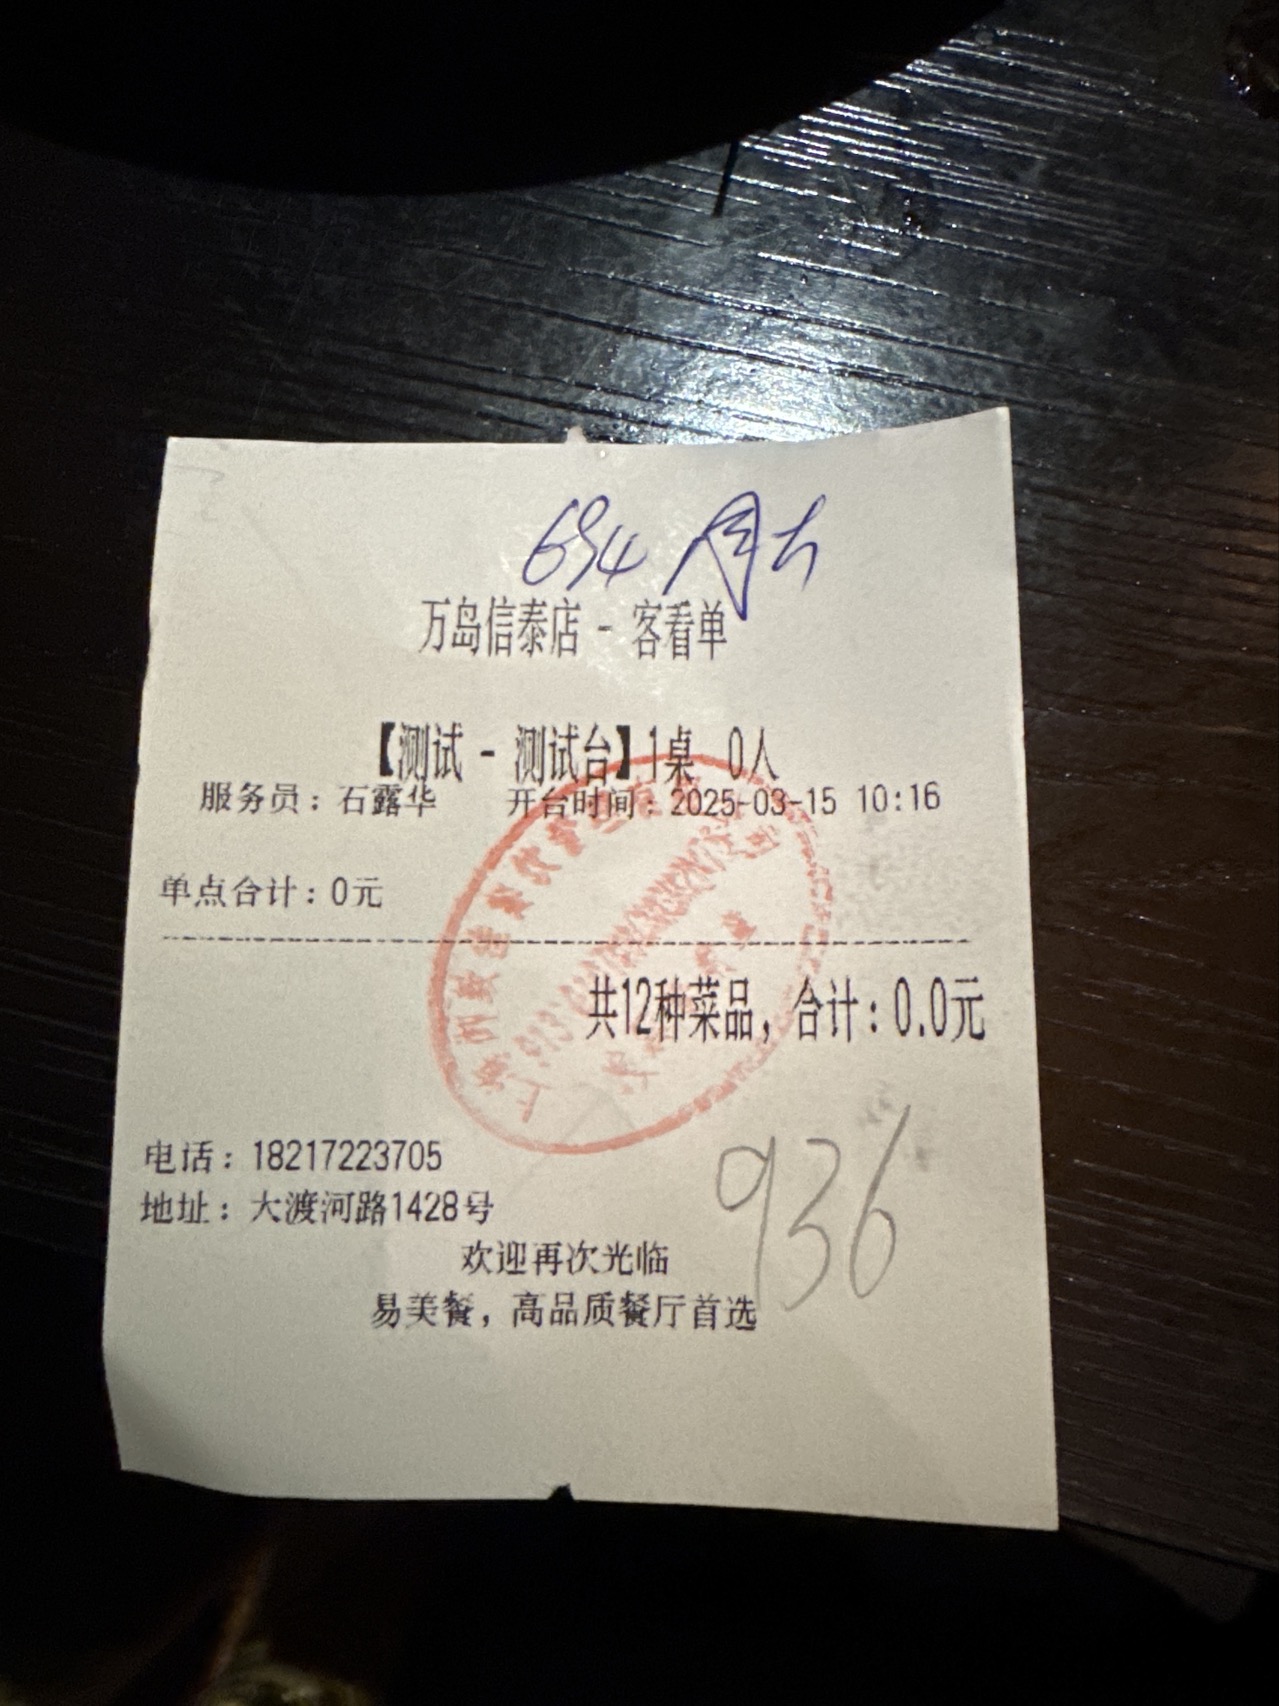 694
万岛信泰店 - 客看单
【测试 - 测试台】1桌 0人
服务员：石露华 开台时间：2025-03-15 10:16
单点合计：0元
共12种菜品，合计：0.0元
936
电话：18217223705
地址：大渡河路1428号
欢迎再次光临
易美餐，高品质餐厅首选